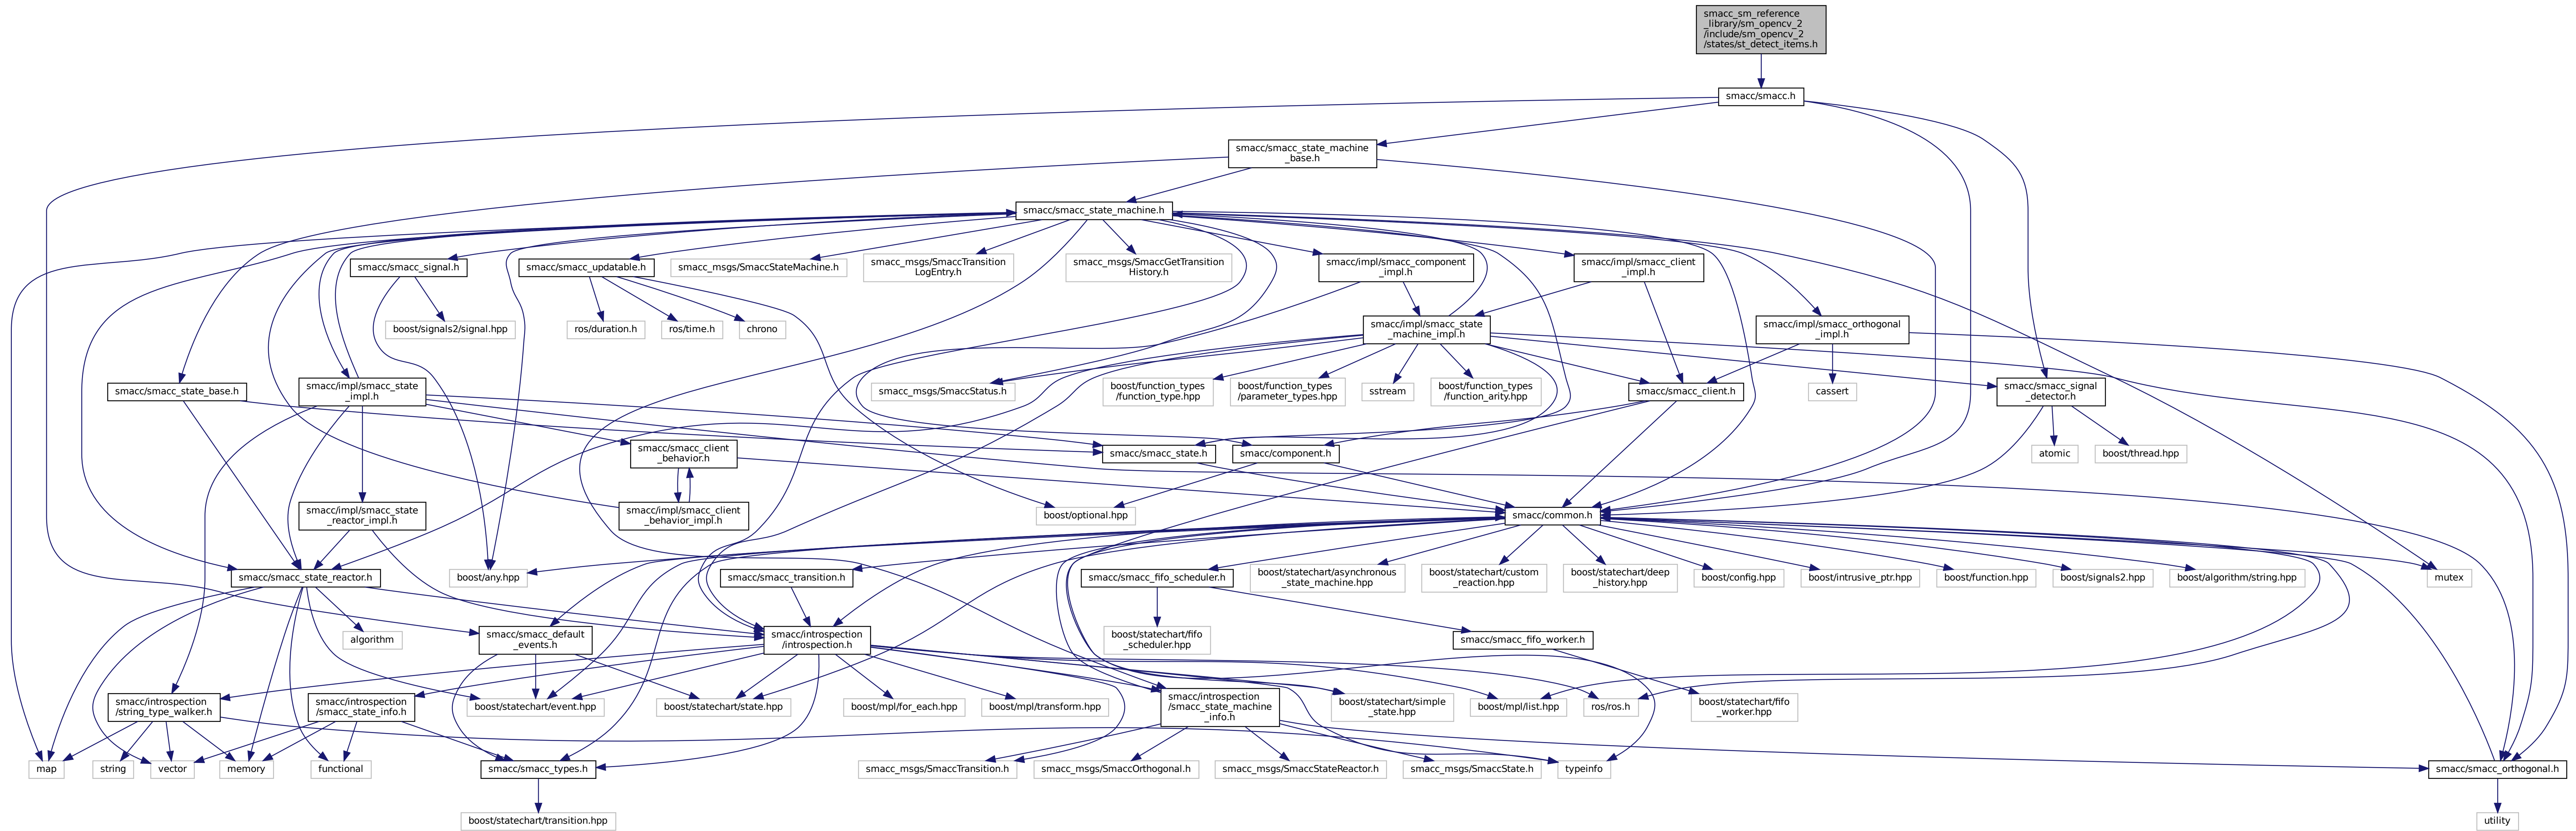 smacc_sm_reference
_library/sm_opencv_2
/include/sm_opencv_2
/states/st_detect_items.h
smacc/smacc.h
smacc/smacc_state_machine
_base.h
smacc/smacc_state_machine.h
smacc/smacc_signal.h
smacc/smacc_updatable.h
smacc_msgs/SmaccStateMachine.h
smacc_msgs/SmaccTransition
LogEntry.h
smacc_msgs/SmaccGetTransition
History.h
smacc/impl/smacc_component
_impl.h
smacc/impl/smacc_client
_impl.h
boost/signals2/signal.hpp
ros/duration.h
ros/time.h
chrono
smacc/impl/smacc_state
_machine_impl.h
smacc/impl/smacc_orthogonal
_impl.h
smacc/smacc_state_base.h
smacc/impl/smacc_state
_impl.h
smacc_msgs/SmaccStatus.h
boost/function_types
/function_type.hpp
boost/function_types
/parameter_types.hpp
sstream
boost/function_types
/function_arity.hpp
smacc/smacc_client.h
cassert
smacc/smacc_signal
_detector.h
smacc/smacc_client
_behavior.h
smacc/smacc_state.h
smacc/component.h
atomic
boost/thread.hpp
smacc/impl/smacc_state
_reactor_impl.h
smacc/impl/smacc_client
_behavior_impl.h
boost/optional.hpp
smacc/common.h
smacc/smacc_state_reactor.h
boost/any.hpp
smacc/smacc_transition.h
smacc/smacc_fifo_scheduler.h
boost/statechart/asynchronous
_state_machine.hpp
boost/statechart/custom
_reaction.hpp
boost/statechart/deep
_history.hpp
boost/config.hpp
boost/intrusive_ptr.hpp
boost/function.hpp
boost/signals2.hpp
boost/algorithm/string.hpp
mutex
algorithm
smacc/smacc_default
_events.h
smacc/introspection
/introspection.h
boost/statechart/fifo
_scheduler.hpp
smacc/smacc_fifo_worker.h
smacc/introspection
/string_type_walker.h
smacc/introspection
/smacc_state_info.h
boost/statechart/event.hpp
boost/statechart/state.hpp
boost/mpl/for_each.hpp
boost/mpl/transform.hpp
smacc/introspection
/smacc_state_machine
_info.h
boost/statechart/simple
_state.hpp
boost/mpl/list.hpp
ros/ros.h
boost/statechart/fifo
_worker.hpp
map
string
vector
memory
functional
smacc/smacc_types.h
smacc_msgs/SmaccTransition.h
smacc_msgs/SmaccOrthogonal.h
smacc_msgs/SmaccStateReactor.h
smacc_msgs/SmaccState.h
typeinfo
smacc/smacc_orthogonal.h
boost/statechart/transition.hpp
utility